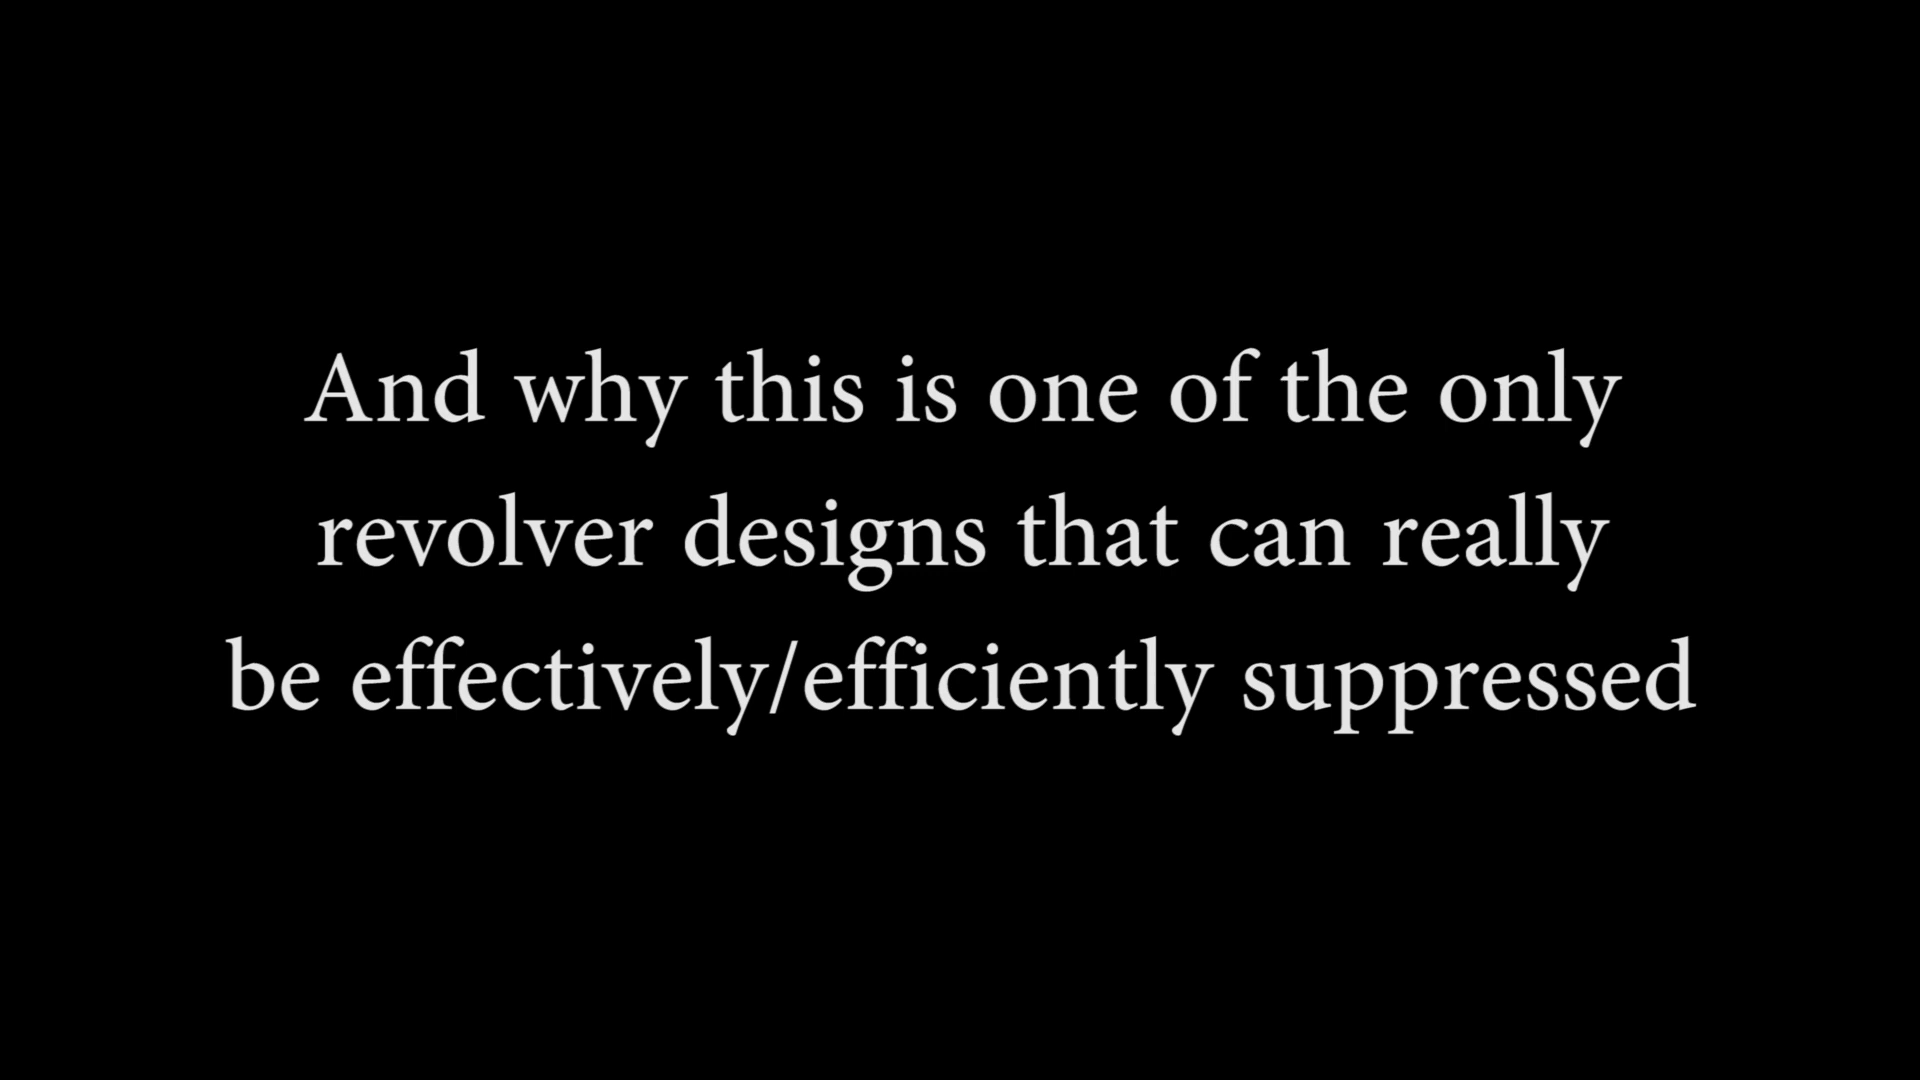 And why this is one of the only
revolver designs that can really
be effectively/efficiently suppressed